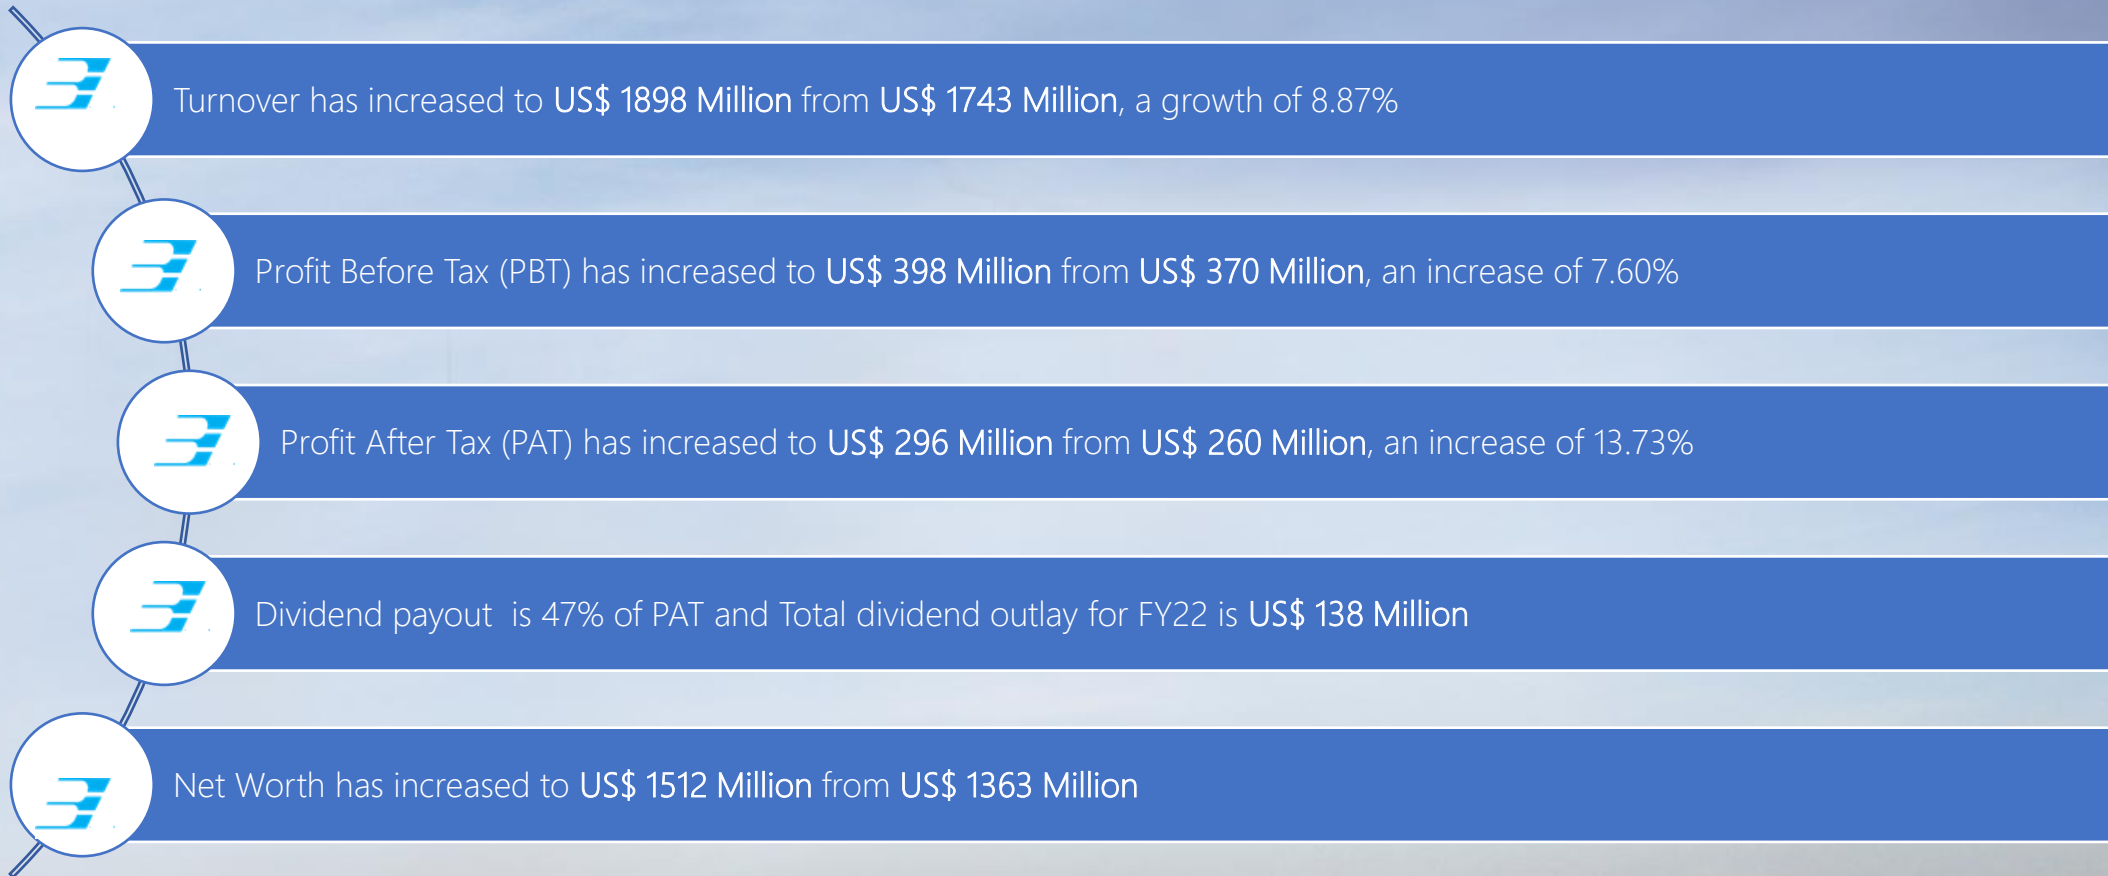 Turnover has increased to US$ 1898 Million from US$ 1743 Million, a growth of 8.87%
Profit Before Tax (PBT) has increased to US$ 398 Million from US$ 370 Million, an increase of 7.60%
Profit After Tax (PAT) has increased to US$ 296 Million from US$ 260 Million, an increase of 13.73%
Dividend payout  is 47% of PAT and Total dividend outlay for FY22 is US$ 138 Million
Net Worth has increased to US$ 1512 Million from US$ 1363 Million